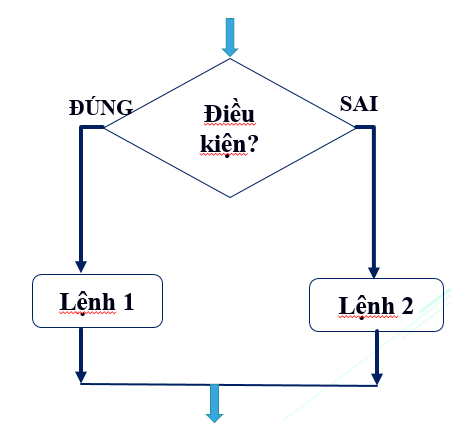 ĐÚNG
SAI
Điều
kiện?
Lệnh 1
Lệnh 2